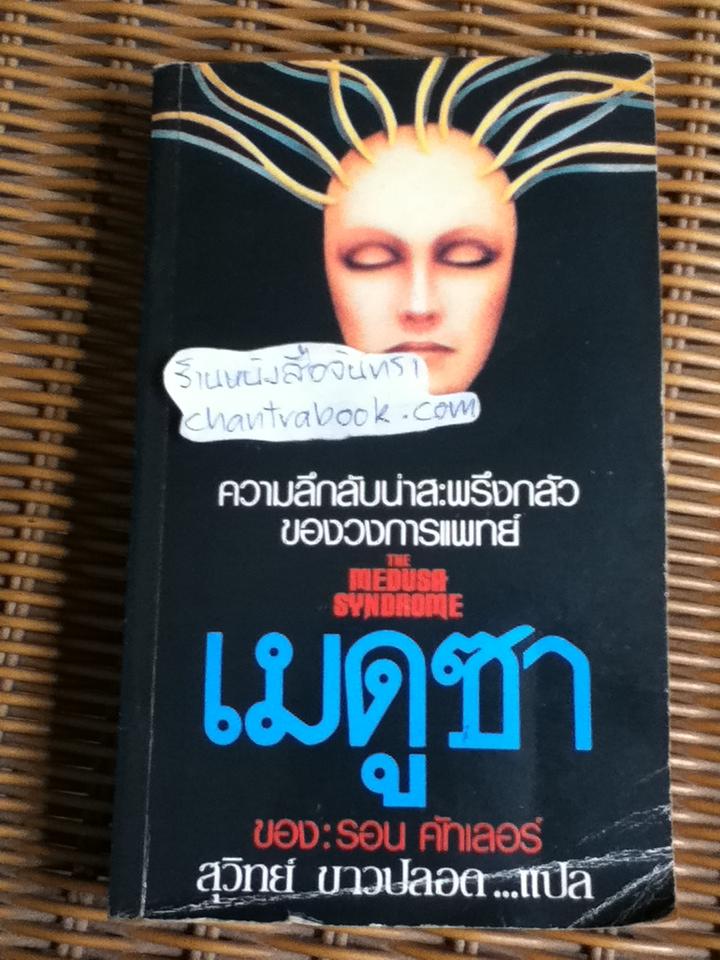 ร้านหนังสือจันทรา
chantrabook.com
ความลึกลับน่าสะพรึงกลัว
ของวงการแพทย์
THE
MEDUSA
SYNDROME
เมดูซา
ของ : รอน คัทเลอร์
สุวิทย์ ขาวปลอด ...แปล